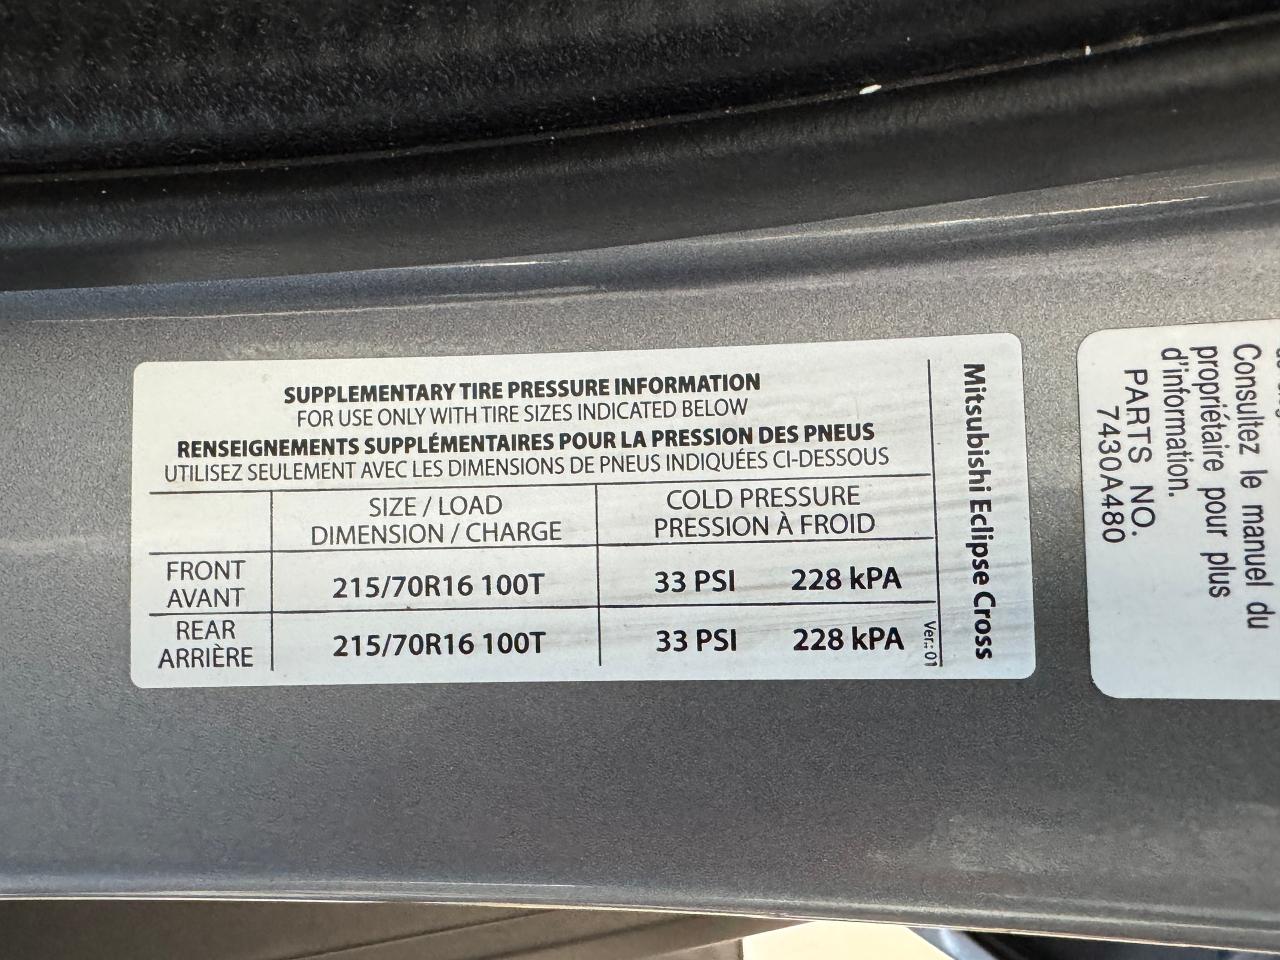 SUPPLEMENTARY TIRE PRESSURE INFORMATION
FOR USE ONLY WITH TIRE SIZES INDICATED BELOW
RENSEIGNEMENTS SUPPLÉMENTAIRES POUR LA PRESSION DES PNEUS
UTILISEZ SEULEMENT AVEC LES DIMENSIONS DE PNEUS INDIQUÉES CI-DESSOUS
SIZE / LOAD
DIMENSION / CHARGE
COLD PRESSURE
PRESSION À FROID
FRONT
AVANT
215/70R16 100T
33 PSI 228 kPA
REAR
ARRIÈRE
215/70R16 100T
33 PSI 228 kPA
Ver.: 01
Mitsubishi Eclipse Cross
Consultez le manuel du
propriétaire pour plus
d'information.
PARTS NO.
7430A480